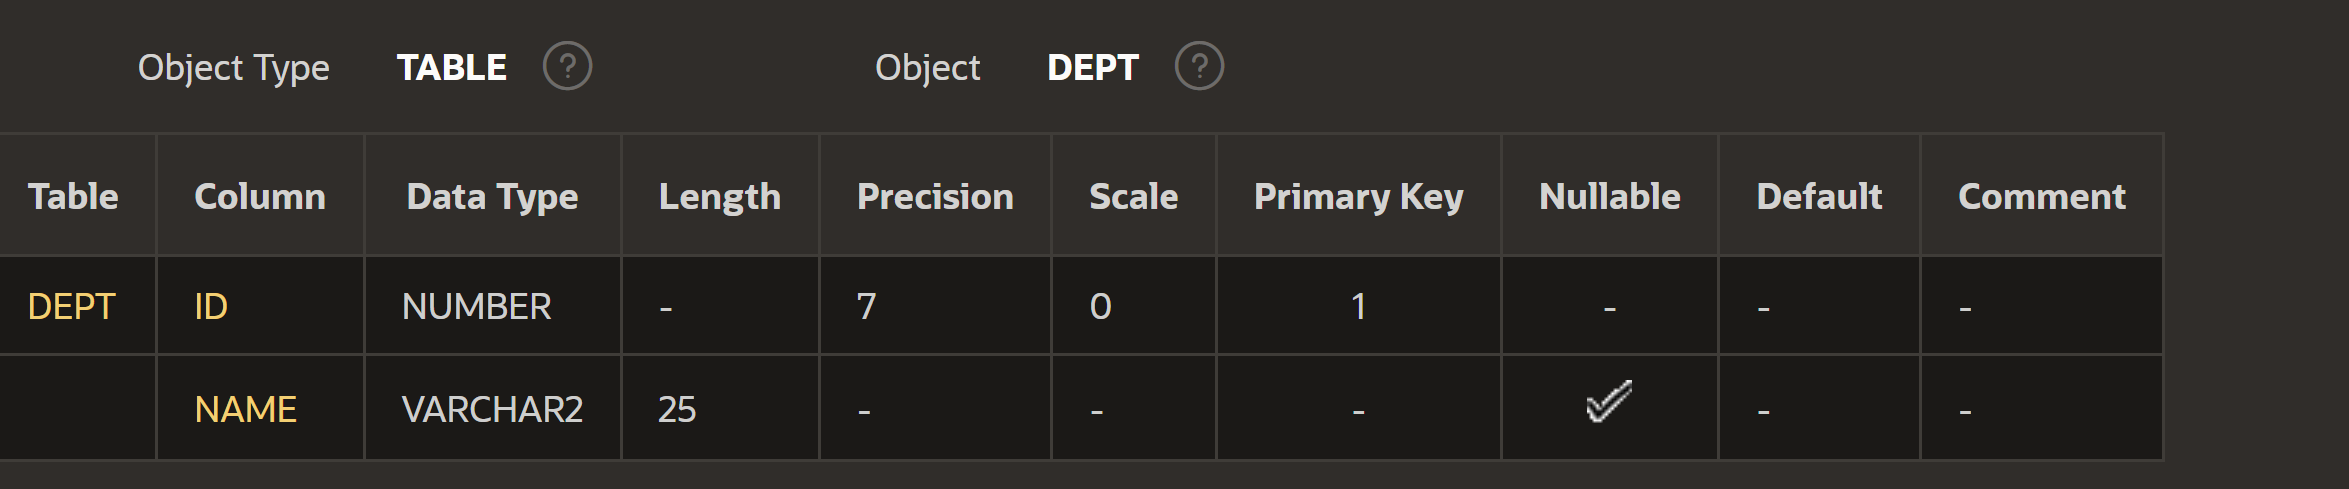 Object Type TABLE ? Object DEPT ?
Table Column Data Type Length Precision Scale Primary Key Nullable Default Comment
DEPT ID NUMBER - 7 0 1 - - -
NAME VARCHAR2 25 - - - - -